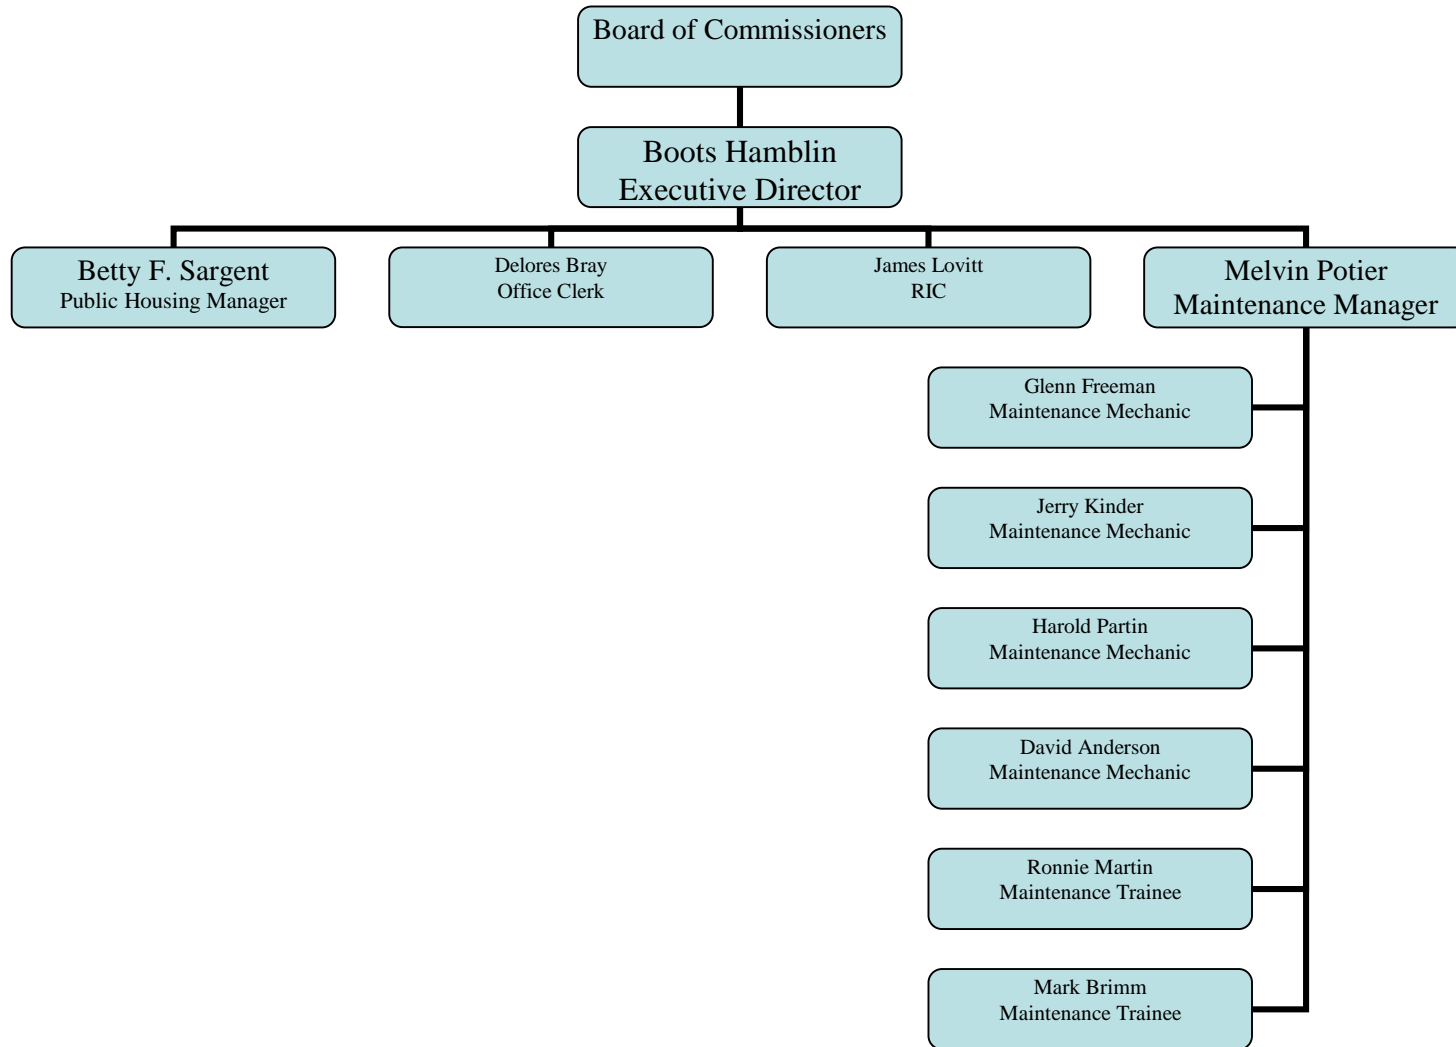 Board of Commissioners
Boots Hamblin
Executive Director
Betty F. Sargent
Public Housing Manager
Delores Bray
Office Clerk
James Lovitt
RIC
Melvin Potier
Maintenance Manager
Glenn Freeman
Maintenance Mechanic
Jerry Kinder
Maintenance Mechanic
Harold Partin
Maintenance Mechanic
David Anderson
Maintenance Mechanic
Ronnie Martin
Maintenance Trainee
Mark Brimm
Maintenance Trainee